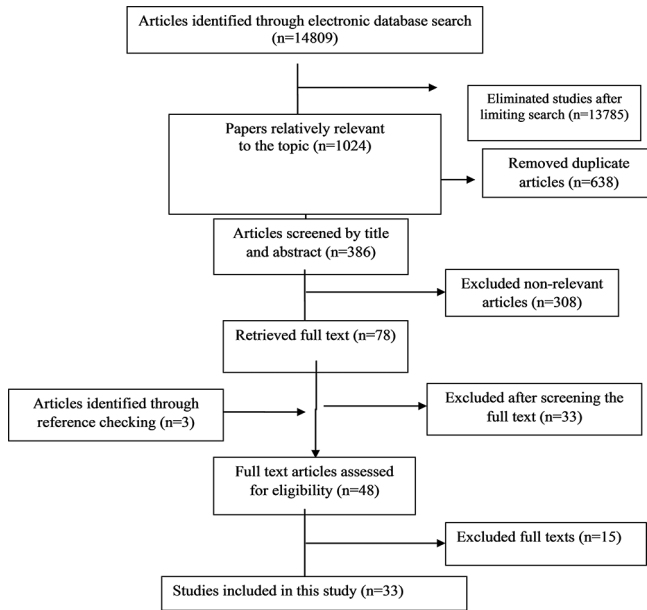 Articles identified through electronic database search
(n=14809)
Eliminated studies after
limiting search (n=13785)
Papers relatively relevant
to the topic (n=1024)
Removed duplicate
articles (n=638)
Articles screened by title
and abstract (n=386)
Excluded non-relevant
articles (n=308)
Retrieved full text (n=78)
Articles identified through
reference checking (n=3)
Excluded after screening the
full text (n=33)
Full text articles assessed
for eligibility (n=48)
Excluded full texts (n=15)
Studies included in this study (n=33)